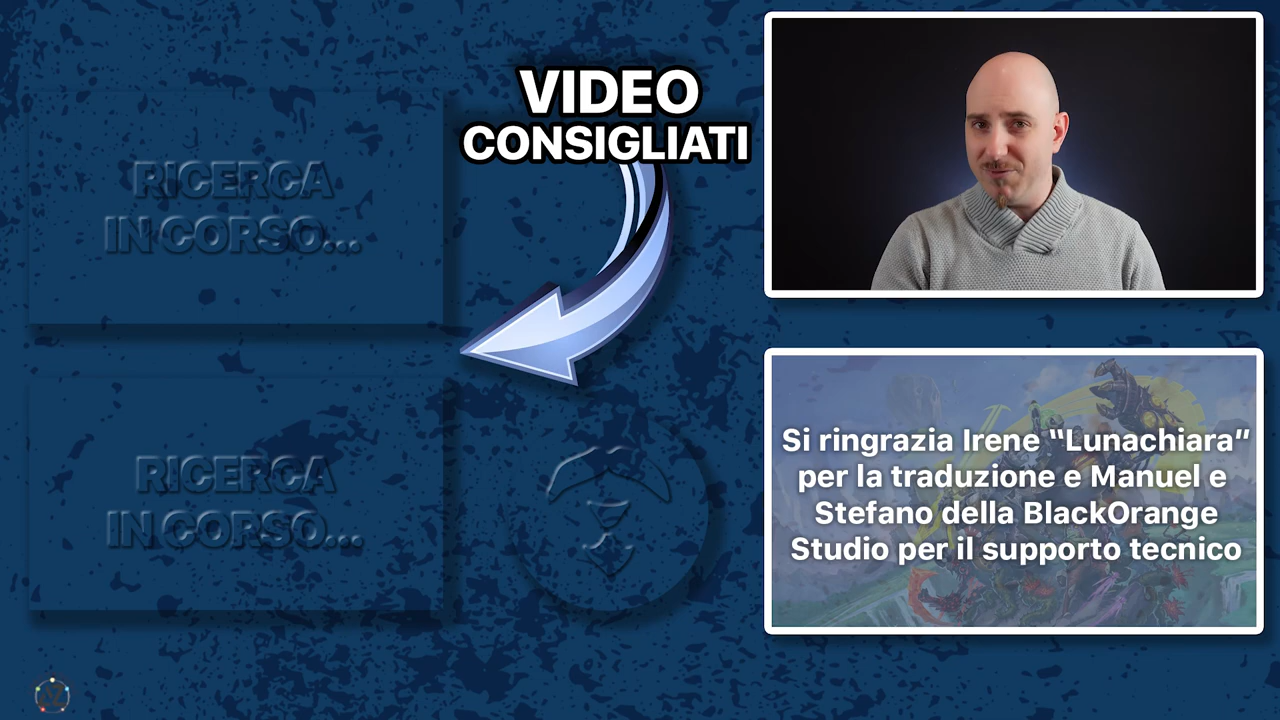 VIDEO
CONSIGLIATI
RICERCA
IN CORSO...
RICERCA
IN CORSO...
Si ringrazia Irene “Lunachiara”
per la traduzione e Manuel e
Stefano della BlackOrange
Studio per il supporto tecnico